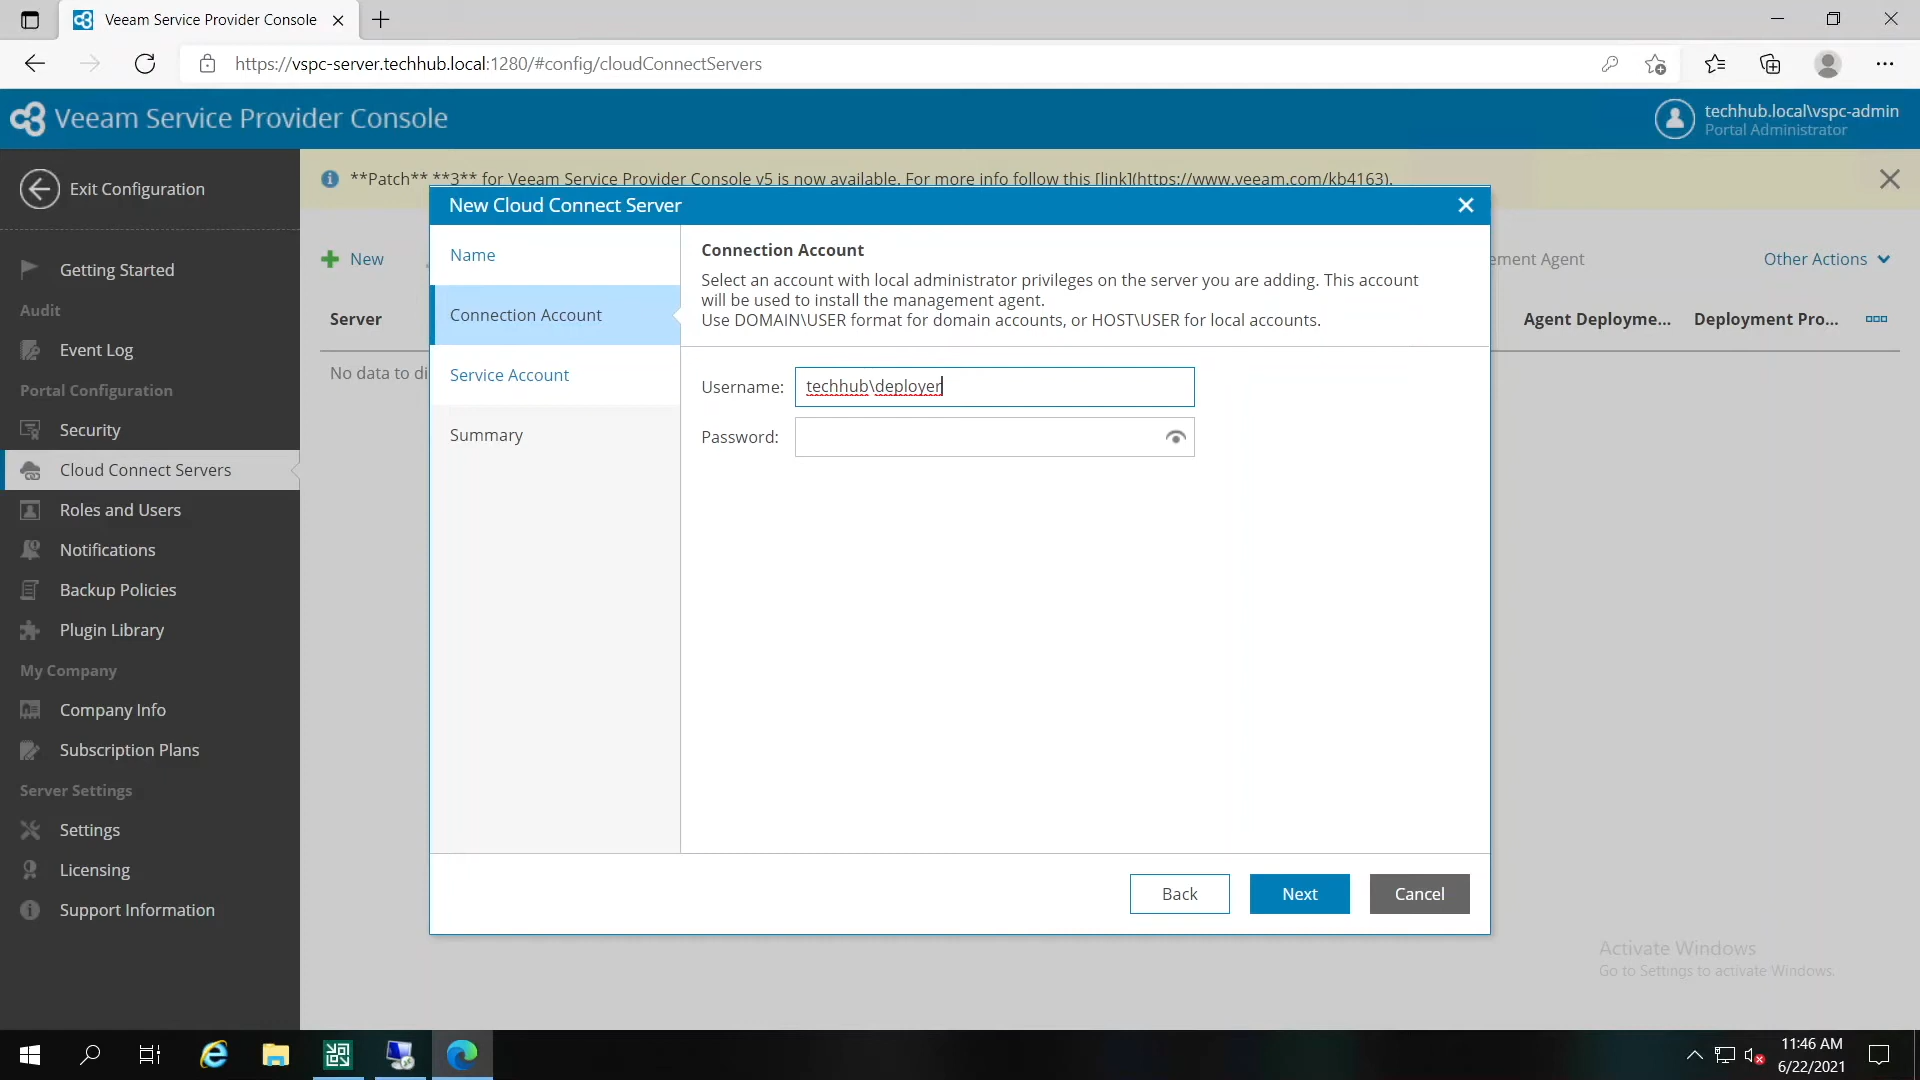 Veeam Service Provider Console
https://vspc-server.techhub.local:1280/#config/cloudConnectServers
Veeam Service Provider Console
techhub.local\vspc-admin
Portal Administrator
Exit Configuration
**Patch** **3** for Veeam Service Provider Console v5 is now available. For more info follow this [link](https://www.veeam.com/kb4163).
Getting Started
Audit
Event Log
Portal Configuration
Security
Cloud Connect Servers
Roles and Users
Notifications
Backup Policies
Plugin Library
My Company
Company Info
Subscription Plans
Server Settings
Settings
Licensing
Support Information
New
Agent
Other Actions
Server
Agent Deployme...
Deployment Pro...
No data to di
New Cloud Connect Server
Name
Connection Account
Service Account
Summary
Connection Account
Select an account with local administrator privileges on the server you are adding. This account
will be used to install the management agent.
Use DOMAIN\USER format for domain accounts, or HOST\USER for local accounts.
Username: techhub\deployer
Password:
Back
Next
Cancel
Activate Windows
Go to Settings to activate Windows.
11:46 AM
6/22/2021